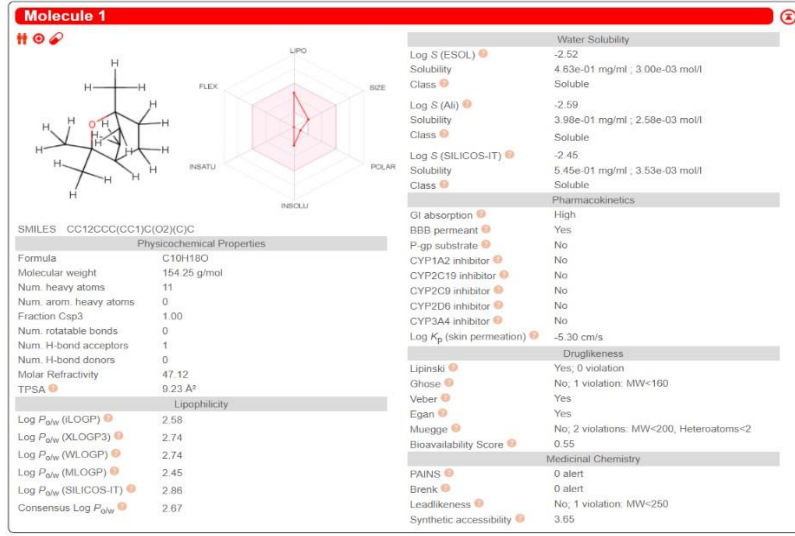 Molecule 1
H
H H
LIPO
FLEX SIZE
INSATU POLAR
INSOLU
O
H
H
H
H
H
H
H
H
H
H
SMILES CC12CCC(CC1)C(O2)(C)C
Physicochemical Properties
Formula C10H18O
Molecular weight 154.25 g/mol
Num. heavy atoms 11
Num. arom. heavy atoms 0
Fraction Csp3 1.00
Num. rotatable bonds 0
Num. H-bond acceptors 1
Num. H-bond donors 0
Molar Refractivity 47.12
TPSA ? 9.23 Å²
Lipophilicity
Log Po/w (iLOGP) ? 2.58
Log Po/w (XLOGP3) ? 2.74
Log Po/w (WLOGP) ? 2.74
Log Po/w (MLOGP) ? 2.45
Log Po/w (SILICOS-IT) ? 2.86
Consensus Log Po/w ? 2.67
Water Solubility
Log S (ESOL) ? -2.52
Solubility 4.63e-01 mg/ml ; 3.00e-03 mol/l
Class ? Soluble
Log S (Ali) ? -2.59
Solubility 3.98e-01 mg/ml ; 2.58e-03 mol/l
Class ? Soluble
Log S (SILICOS-IT) ? -2.45
Solubility 5.45e-01 mg/ml ; 3.53e-03 mol/l
Class ? Soluble
Pharmacokinetics
GI absorption ? High
BBB permeant ? Yes
P-gp substrate ? No
CYP1A2 inhibitor ? No
CYP2C19 inhibitor ? No
CYP2C9 inhibitor ? No
CYP2D6 inhibitor ? No
CYP3A4 inhibitor ? No
Log Kp (skin permeation) ? -5.30 cm/s
Druglikeness
Lipinski ? Yes; 0 violation
Ghose ? No; 1 violation: MW<160
Veber ? Yes
Egan ? Yes
Muegge ? No; 2 violations: MW<200, Heteroatoms<2
Bioavailability Score ? 0.55
Medicinal Chemistry
PAINS ? 0 alert
Brenk ? 0 alert
Leadlikeness ? No; 1 violation: MW<250
Synthetic accessibility ? 3.65